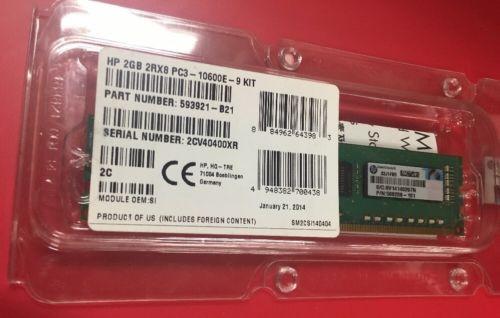 HP 2GB 2RX8 PC3-10600E-9 KIT
PART NUMBER: 593921-B21
SERIAL NUMBER: 2CV40400XR
8 84962 64398 3
HP, HQ-TRE
71034 Boeblingen
Germany
2C
MODULE OEM:SI
4 948382 700438
January 21, 2014
PRODUCT OF US (INCLUDES FOREIGN CONTENT)
SM2CSI140404